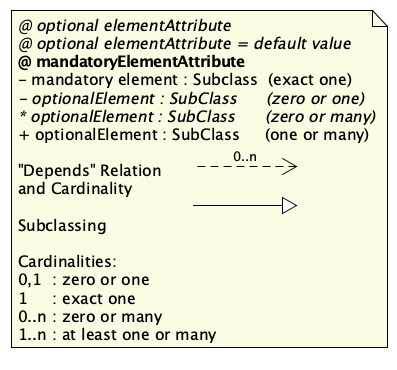 @ optional elementAttribute
@ optional elementAttribute = default value
@ mandatoryElementAttribute
– mandatory element : Subclass (exact one)
– optionalElement : SubClass (zero or one)
* optionalElement : SubClass (zero or many)
+ optionalElement : SubClass (one or many)
0..n
"Depends" Relation
and Cardinality
Subclassing
Cardinalities:
0,1 : zero or one
1 : exact one
0..n : zero or many
1..n : at least one or many